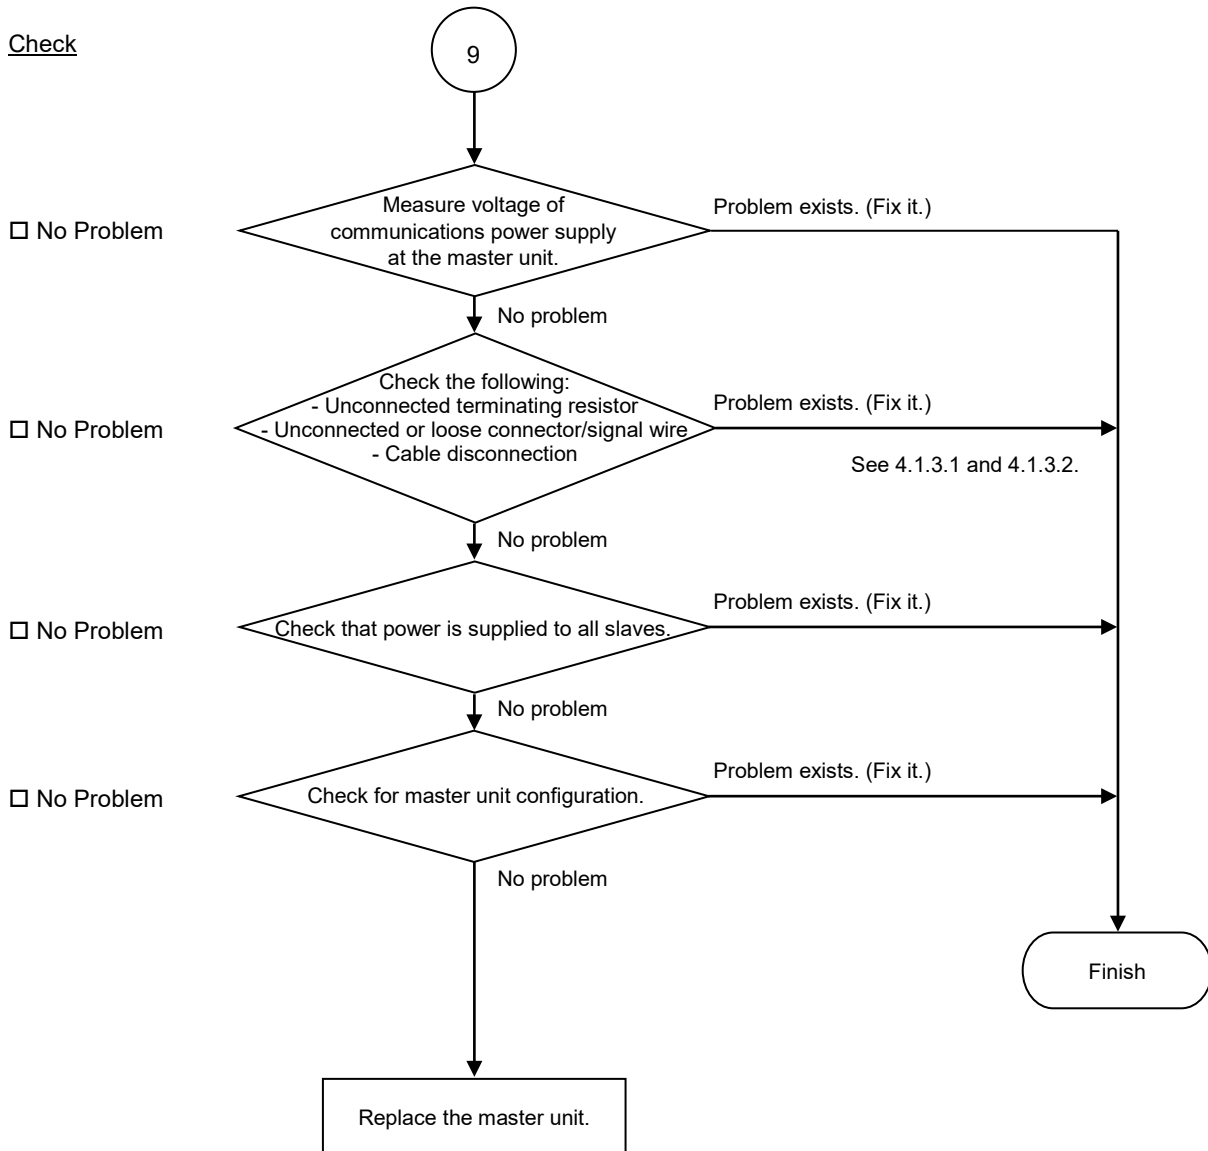 Check
9
Measure voltage of
communications power supply
at the master unit.
Problem exists. (Fix it.)
□ No Problem
No problem
Check the following:
- Unconnected terminating resistor
- Unconnected or loose connector/signal wire
- Cable disconnection
Problem exists. (Fix it.)
□ No Problem
See 4.1.3.1 and 4.1.3.2.
No problem
Problem exists. (Fix it.)
□ No Problem
Check that power is supplied to all slaves.
No problem
Problem exists. (Fix it.)
□ No Problem
Check for master unit configuration.
No problem
Finish
Replace the master unit.